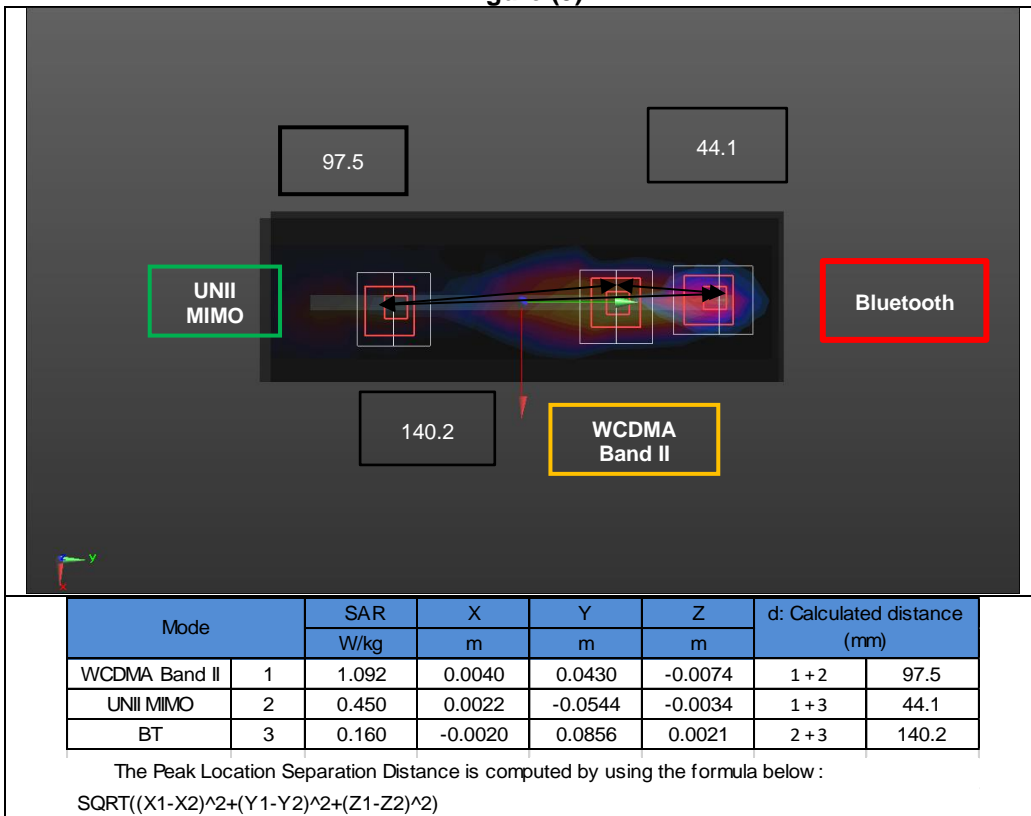 97.5
44.1
UNII
MIMO
Bluetooth
140.2
WCDMA
Band II
y
x
Mode SAR X Y Z d: Calculated distance
W/kg m m m (mm)
WCDMA Band II 1 1.092 0.0040 0.0430 -0.0074 1 + 2 97.5
UNII MIMO 2 0.450 0.0022 -0.0544 -0.0034 1 + 3 44.1
BT 3 0.160 -0.0020 0.0856 0.0021 2 + 3 140.2
The Peak Location Separation Distance is computed by using the formula below :
SQRT((X1-X2)^2+(Y1-Y2)^2+(Z1-Z2)^2)